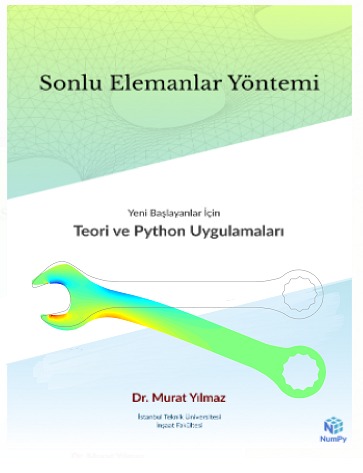 Sonlu Elemanlar Yöntemi
Yeni Başlayanlar İçin
Teori ve Python Uygulamaları
Dr. Murat Yılmaz
İstanbul Teknik Üniversitesi
İnşaat Fakültesi
NumPy